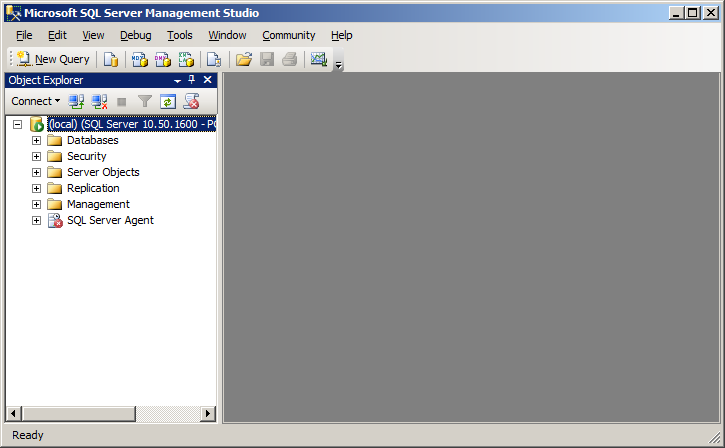 Microsoft SQL Server Management Studio
File Edit View Debug Tools Window Community Help
New Query
Object Explorer
Connect
(local) (SQL Server 10.50.1600 - PC
Databases
Security
Server Objects
Replication
Management
SQL Server Agent
Ready